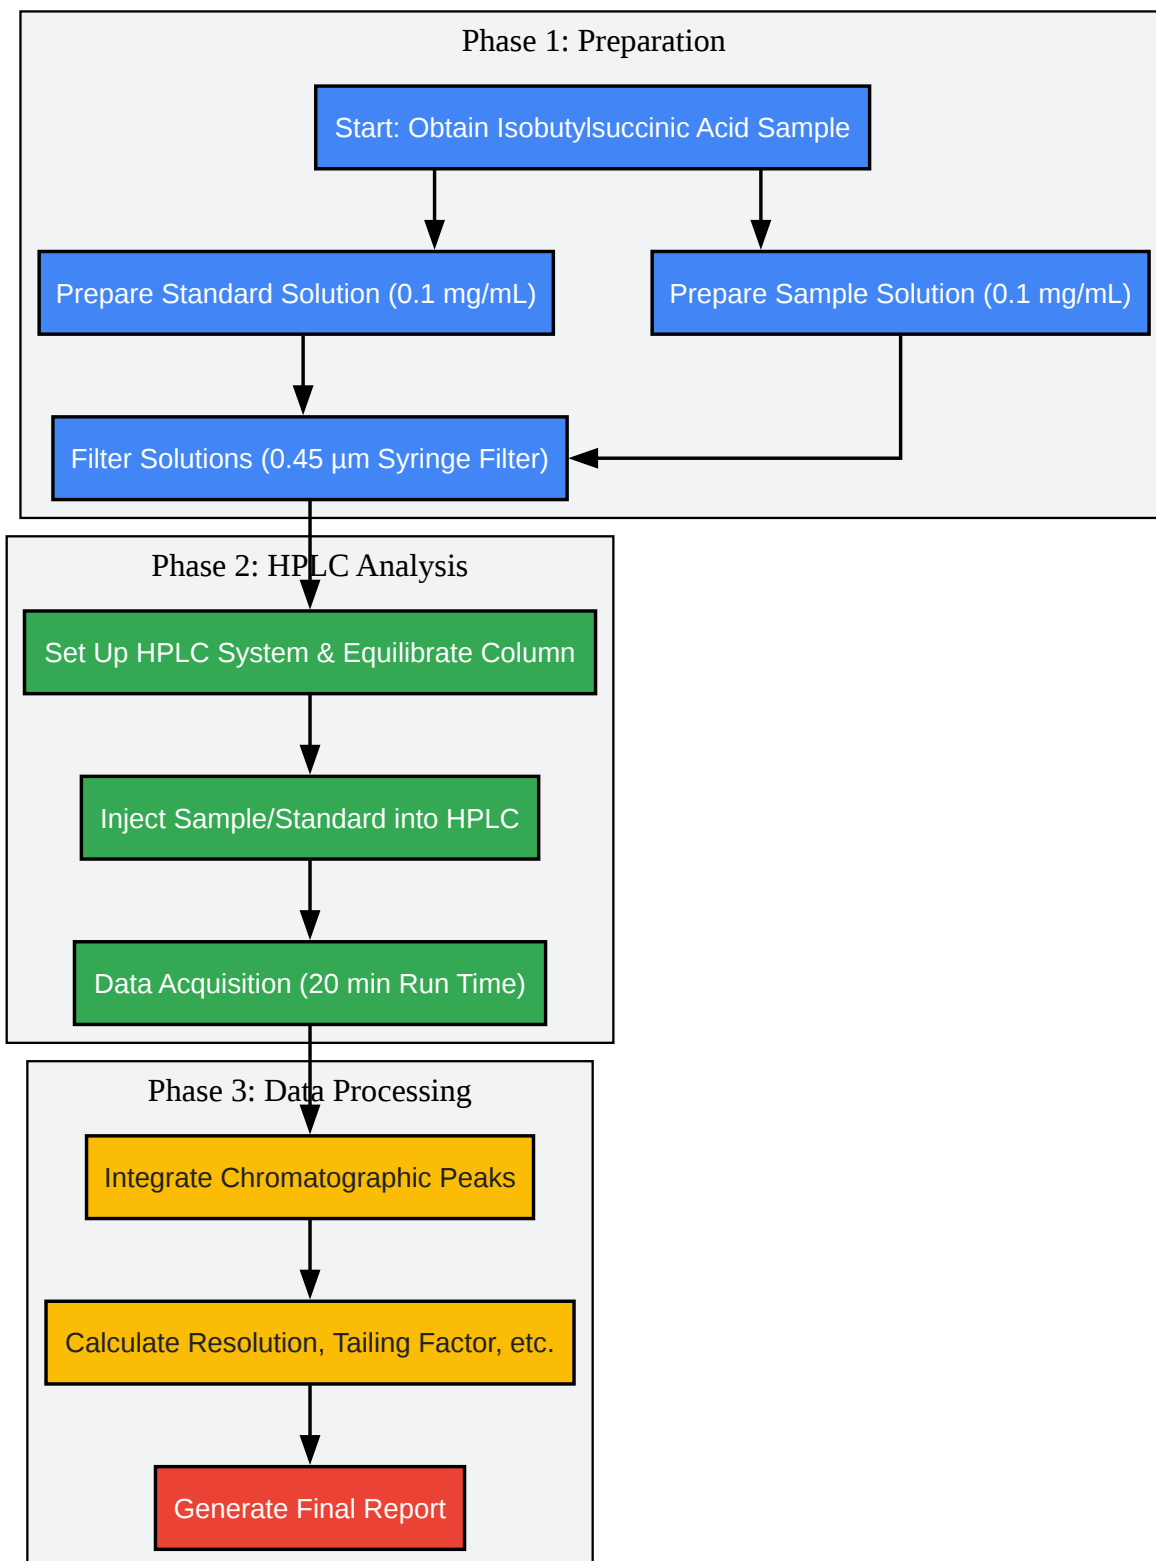 Phase 1: Preparation
Start: Obtain Isobutylsuccinic Acid Sample
Prepare Standard Solution (0.1 mg/mL)
Prepare Sample Solution (0.1 mg/mL)
Filter Solutions (0.45 µm Syringe Filter)
Phase 2: HPLC Analysis
Set Up HPLC System & Equilibrate Column
Inject Sample/Standard into HPLC
Data Acquisition (20 min Run Time)
Phase 3: Data Processing
Integrate Chromatographic Peaks
Calculate Resolution, Tailing Factor, etc.
Generate Final Report